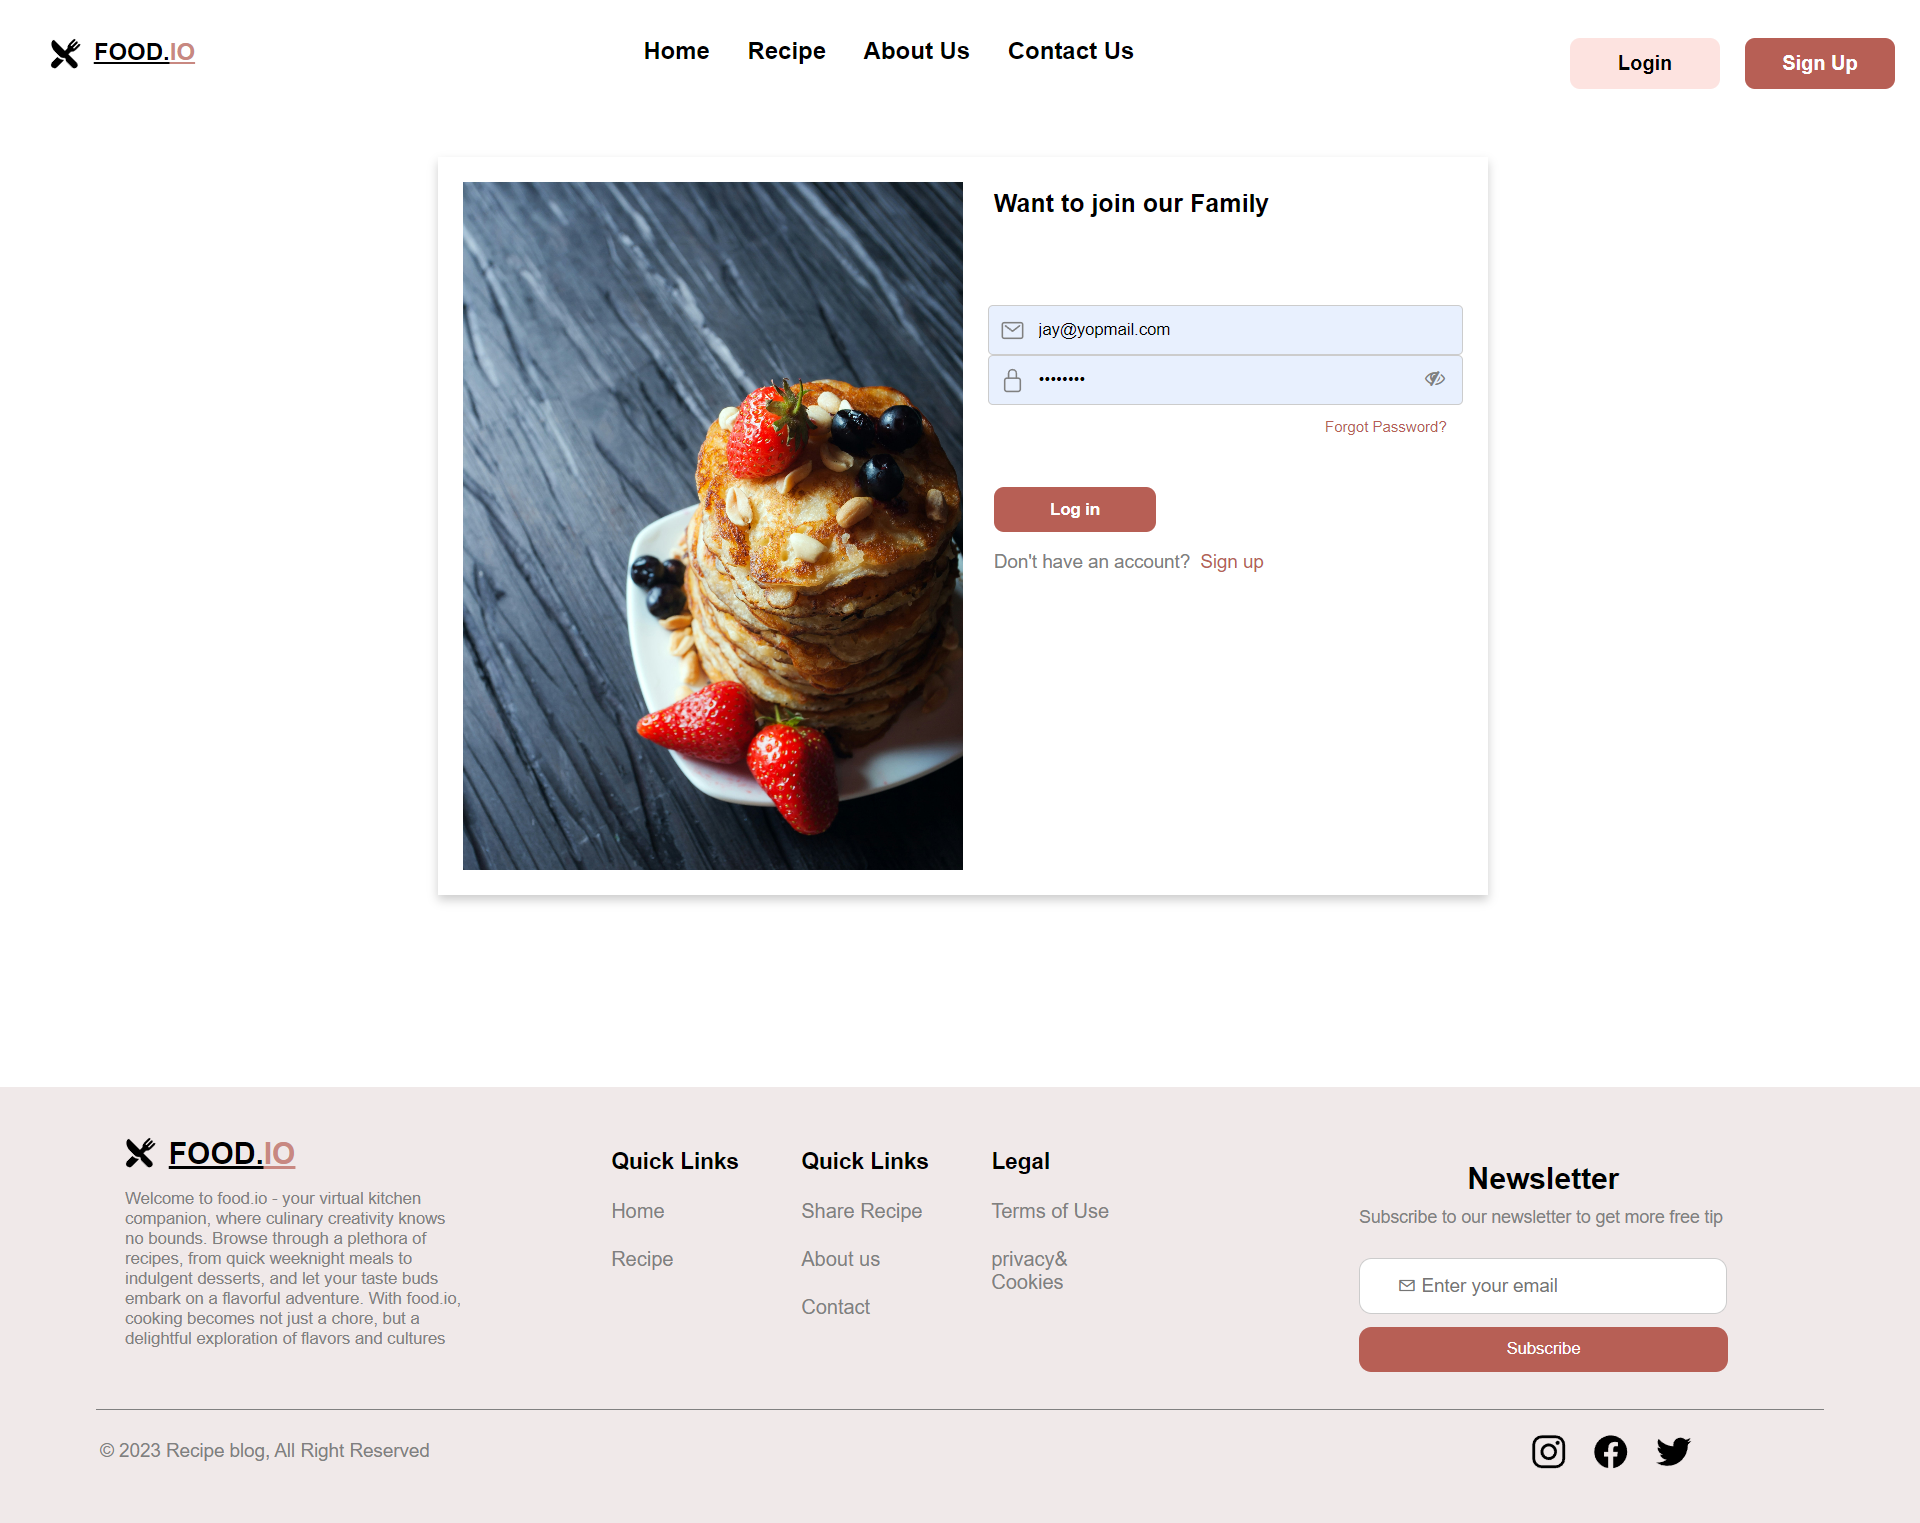 FOOD.IO
Home Recipe About Us Contact Us
Login
Sign Up
Want to join our Family
jay@yopmail.com
••••••••
Forgot Password?
Log in
Don't have an account? Sign up
FOOD.IO
Welcome to food.io - your virtual kitchen
companion, where culinary creativity knows
no bounds. Browse through a plethora of
recipes, from quick weeknight meals to
indulgent desserts, and let your taste buds
embark on a flavorful adventure. With food.io,
cooking becomes not just a chore, but a
delightful exploration of flavors and cultures
Quick Links
Home
Recipe
Quick Links
Share Recipe
About us
Contact
Legal
Terms of Use
privacy&
Cookies
Newsletter
Subscribe to our newsletter to get more free tip
Enter your email
Subscribe
© 2023 Recipe blog, All Right Reserved